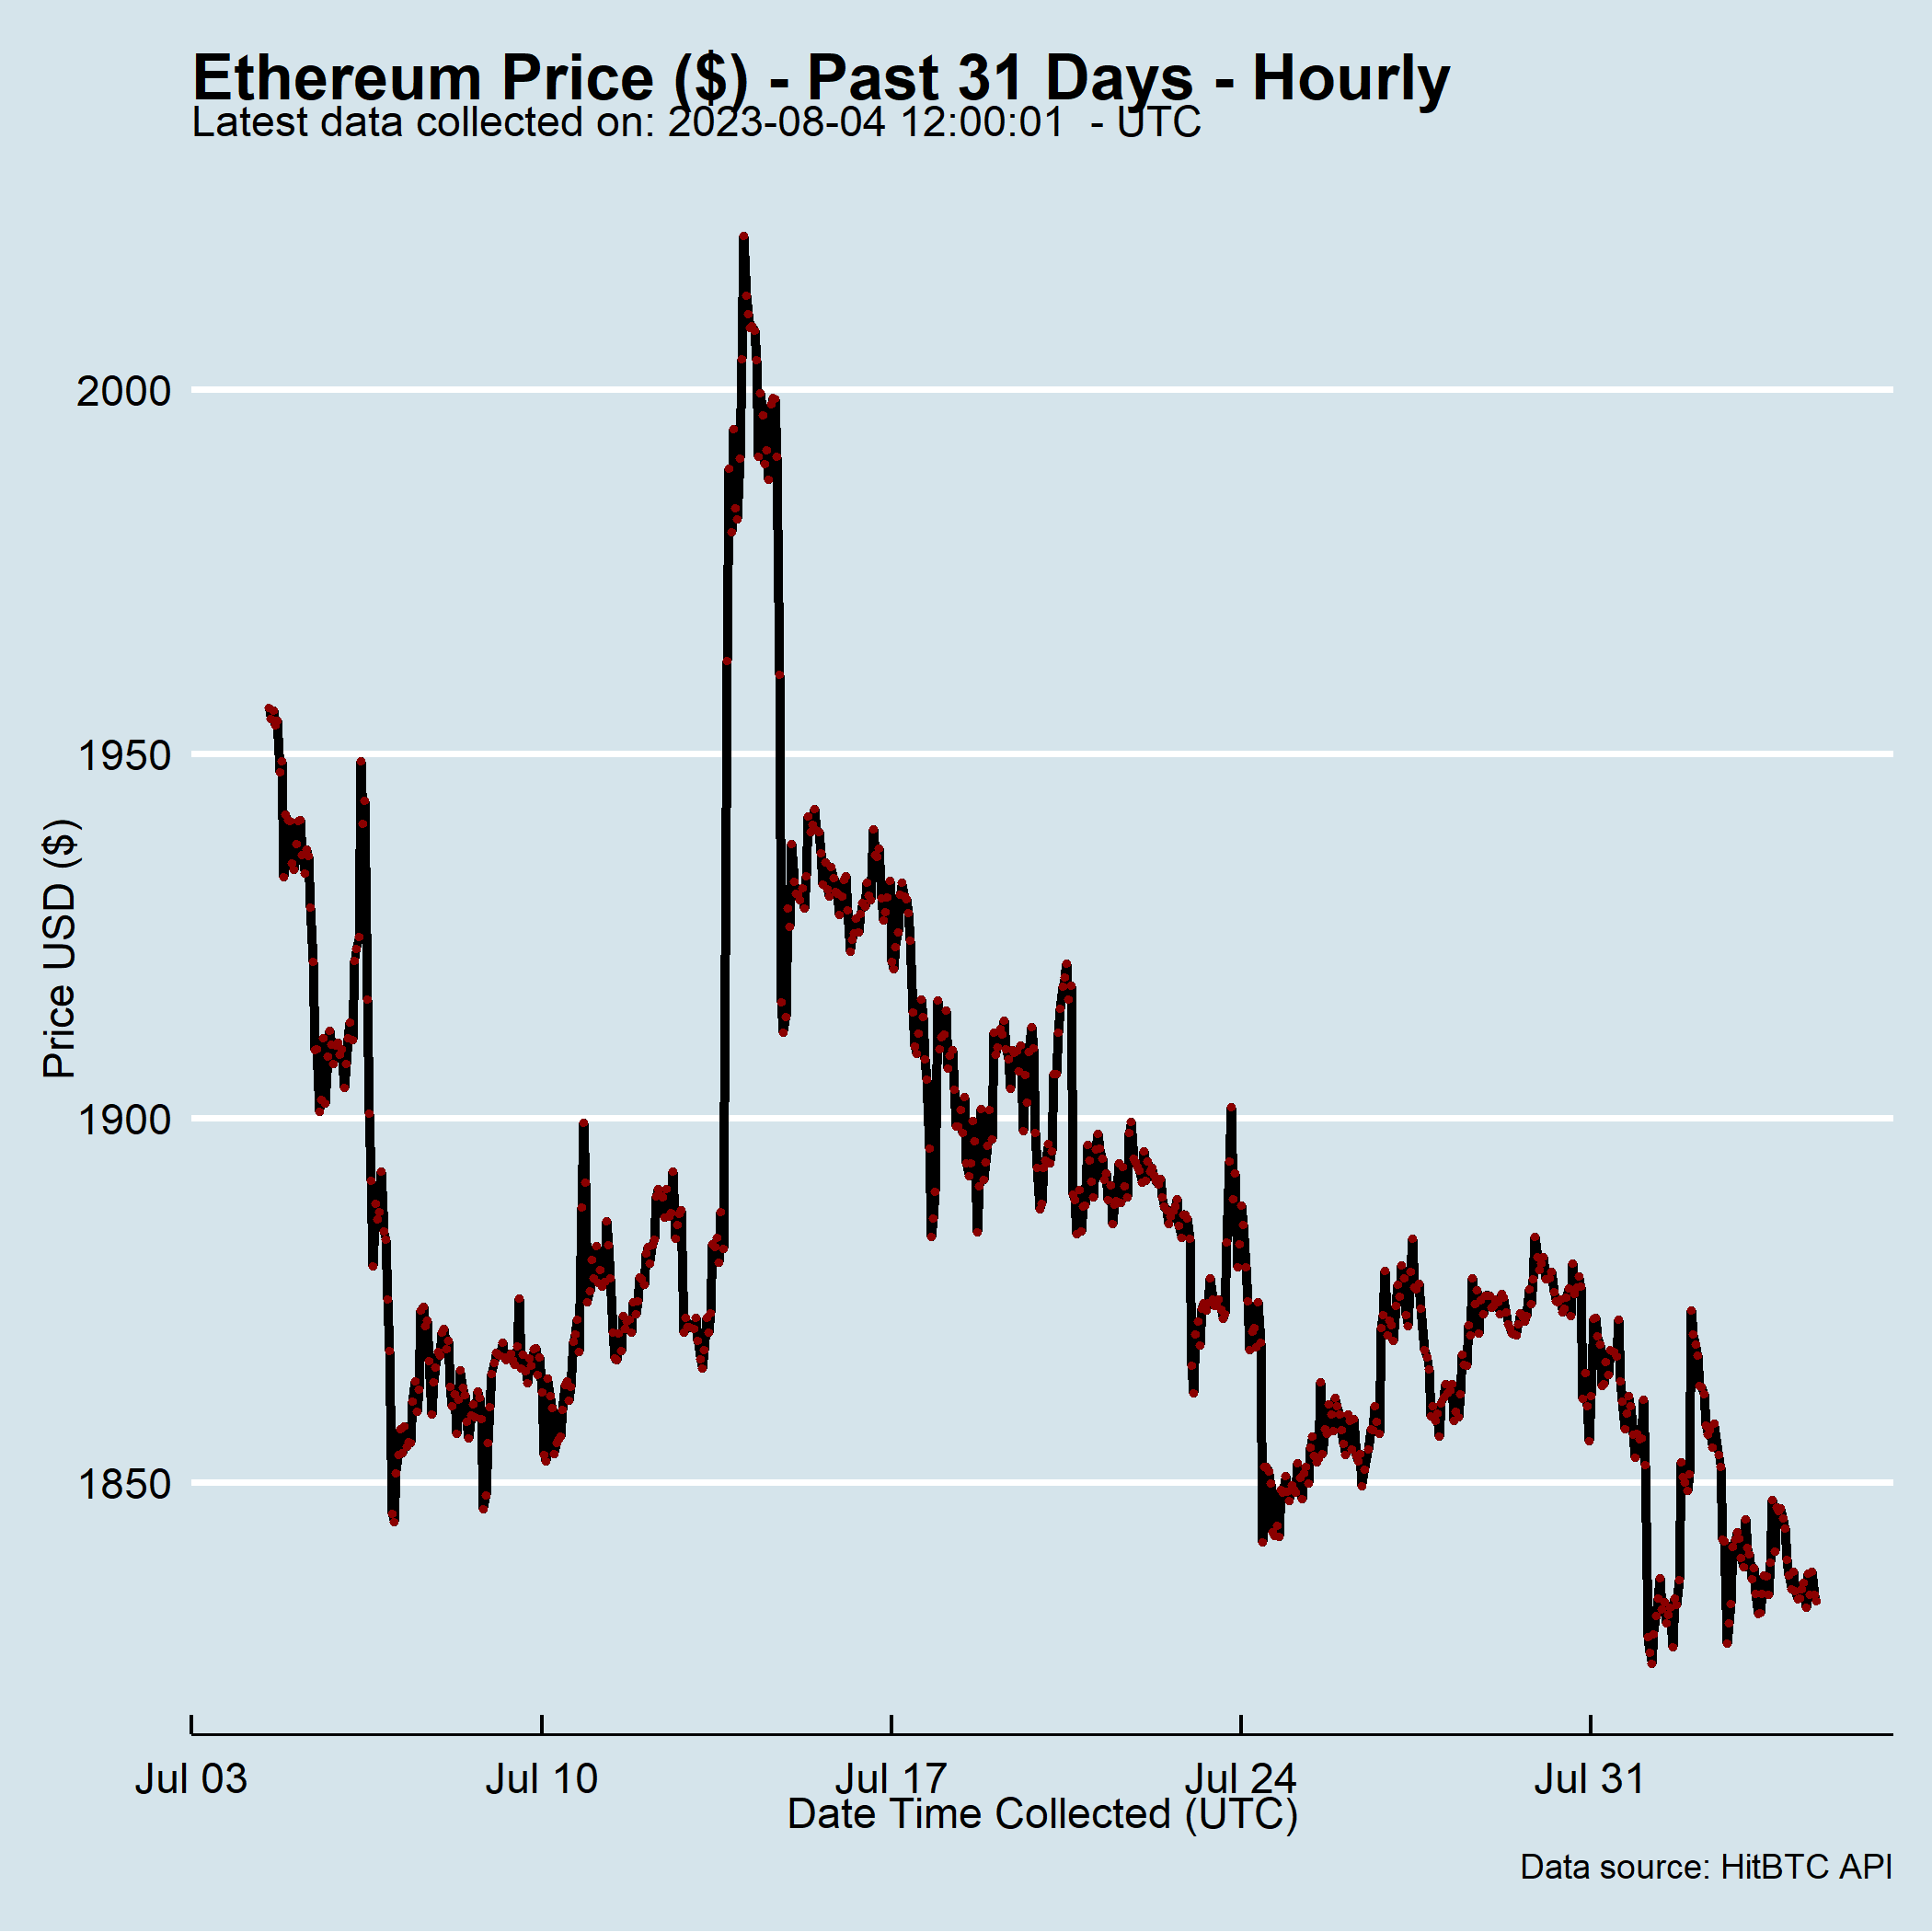 Ethereum Price ($) - Past 31 Days - Hourly
Latest data collected on: 2023-08-04 12:00:01  - UTC
2000
1950
1900
1850
Price USD ($)
Jul 03 Jul 10 Jul 17 Jul 24 Jul 31
Date Time Collected (UTC)
Data source: HitBTC API